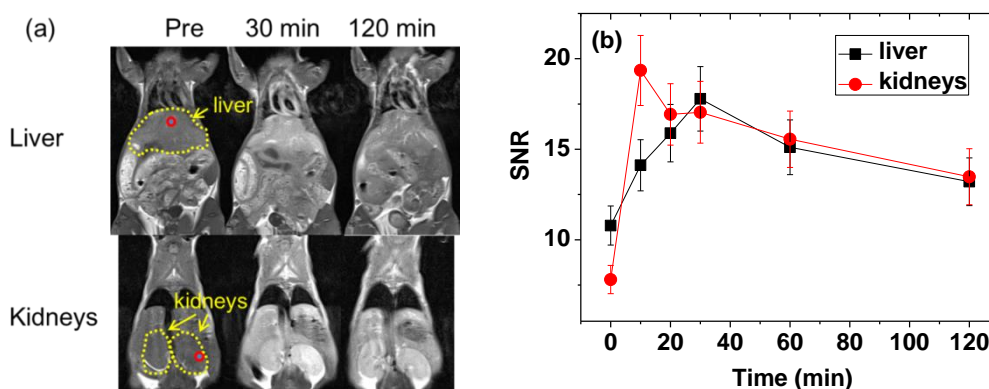 (a)
Pre 30 min 120 min
Liver
liver
Kidneys
kidneys
(b)
liver
kidneys
SNR
20
15
10
0 20 40 60 80 100 120
Time (min)